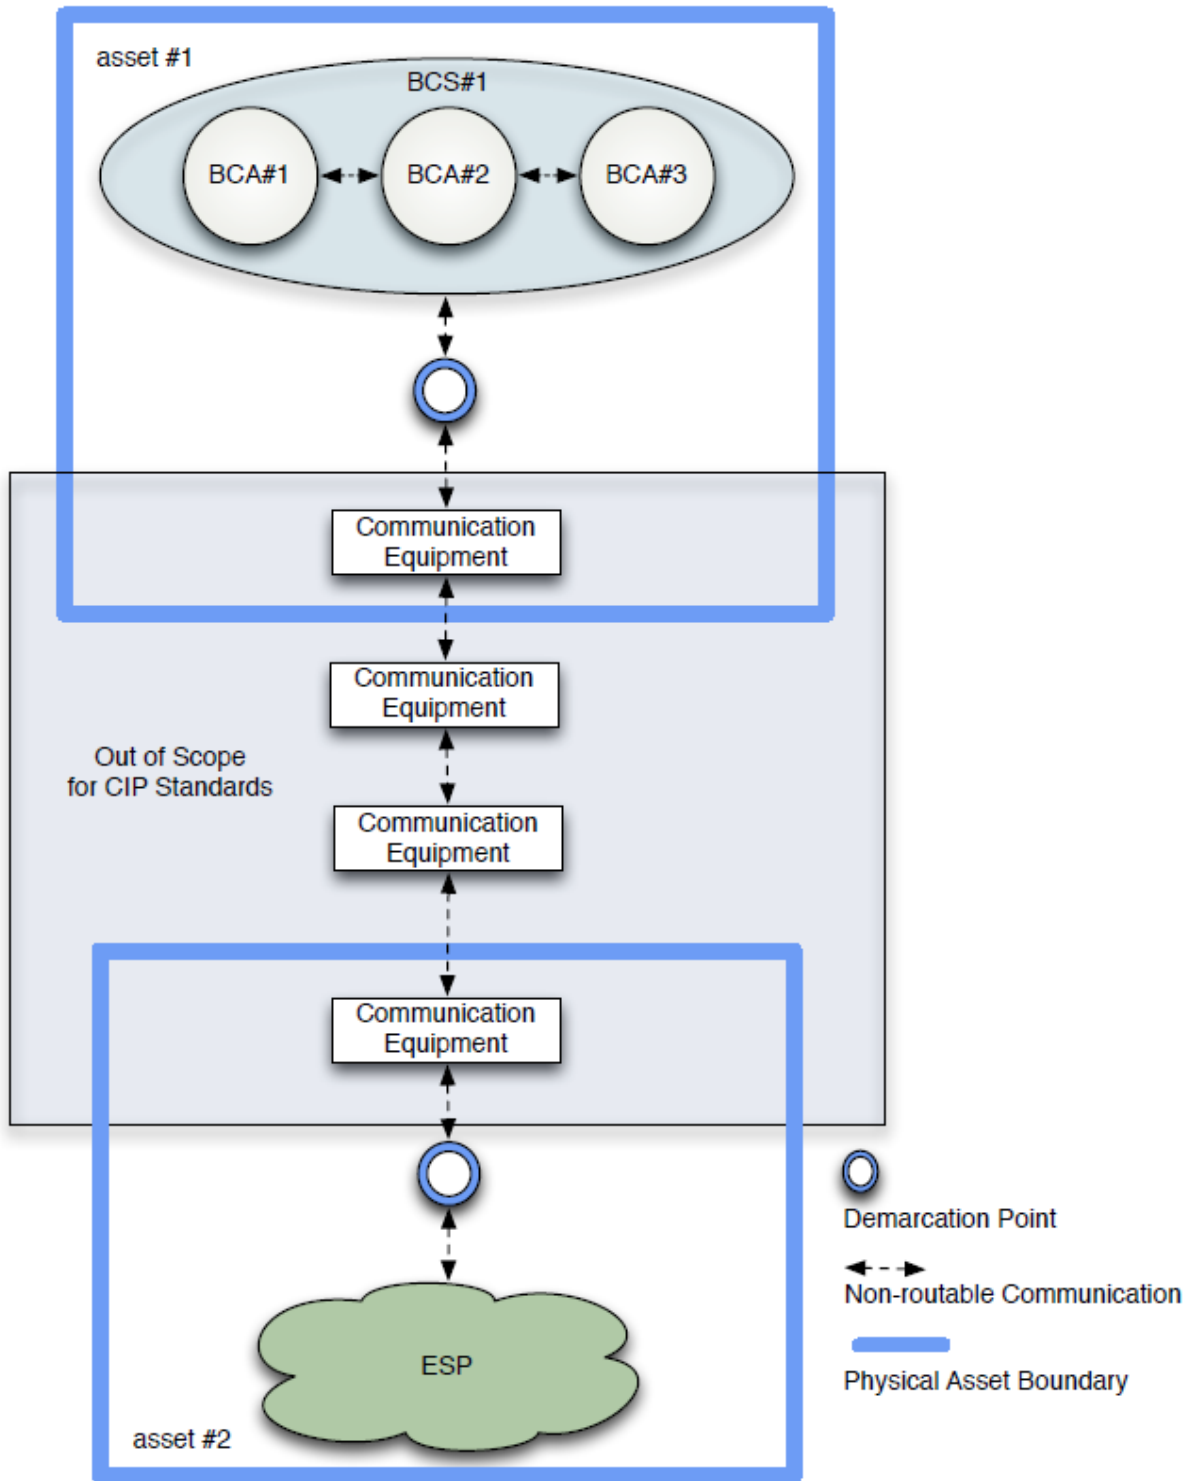 asset #1
BCS#1
BCA#1
BCA#2
BCA#3
Communication
Equipment
Communication
Equipment
Out of Scope
for CIP Standards
Communication
Equipment
Communication
Equipment
Demarcation Point
Non-routable Communication
ESP
Physical Asset Boundary
asset #2